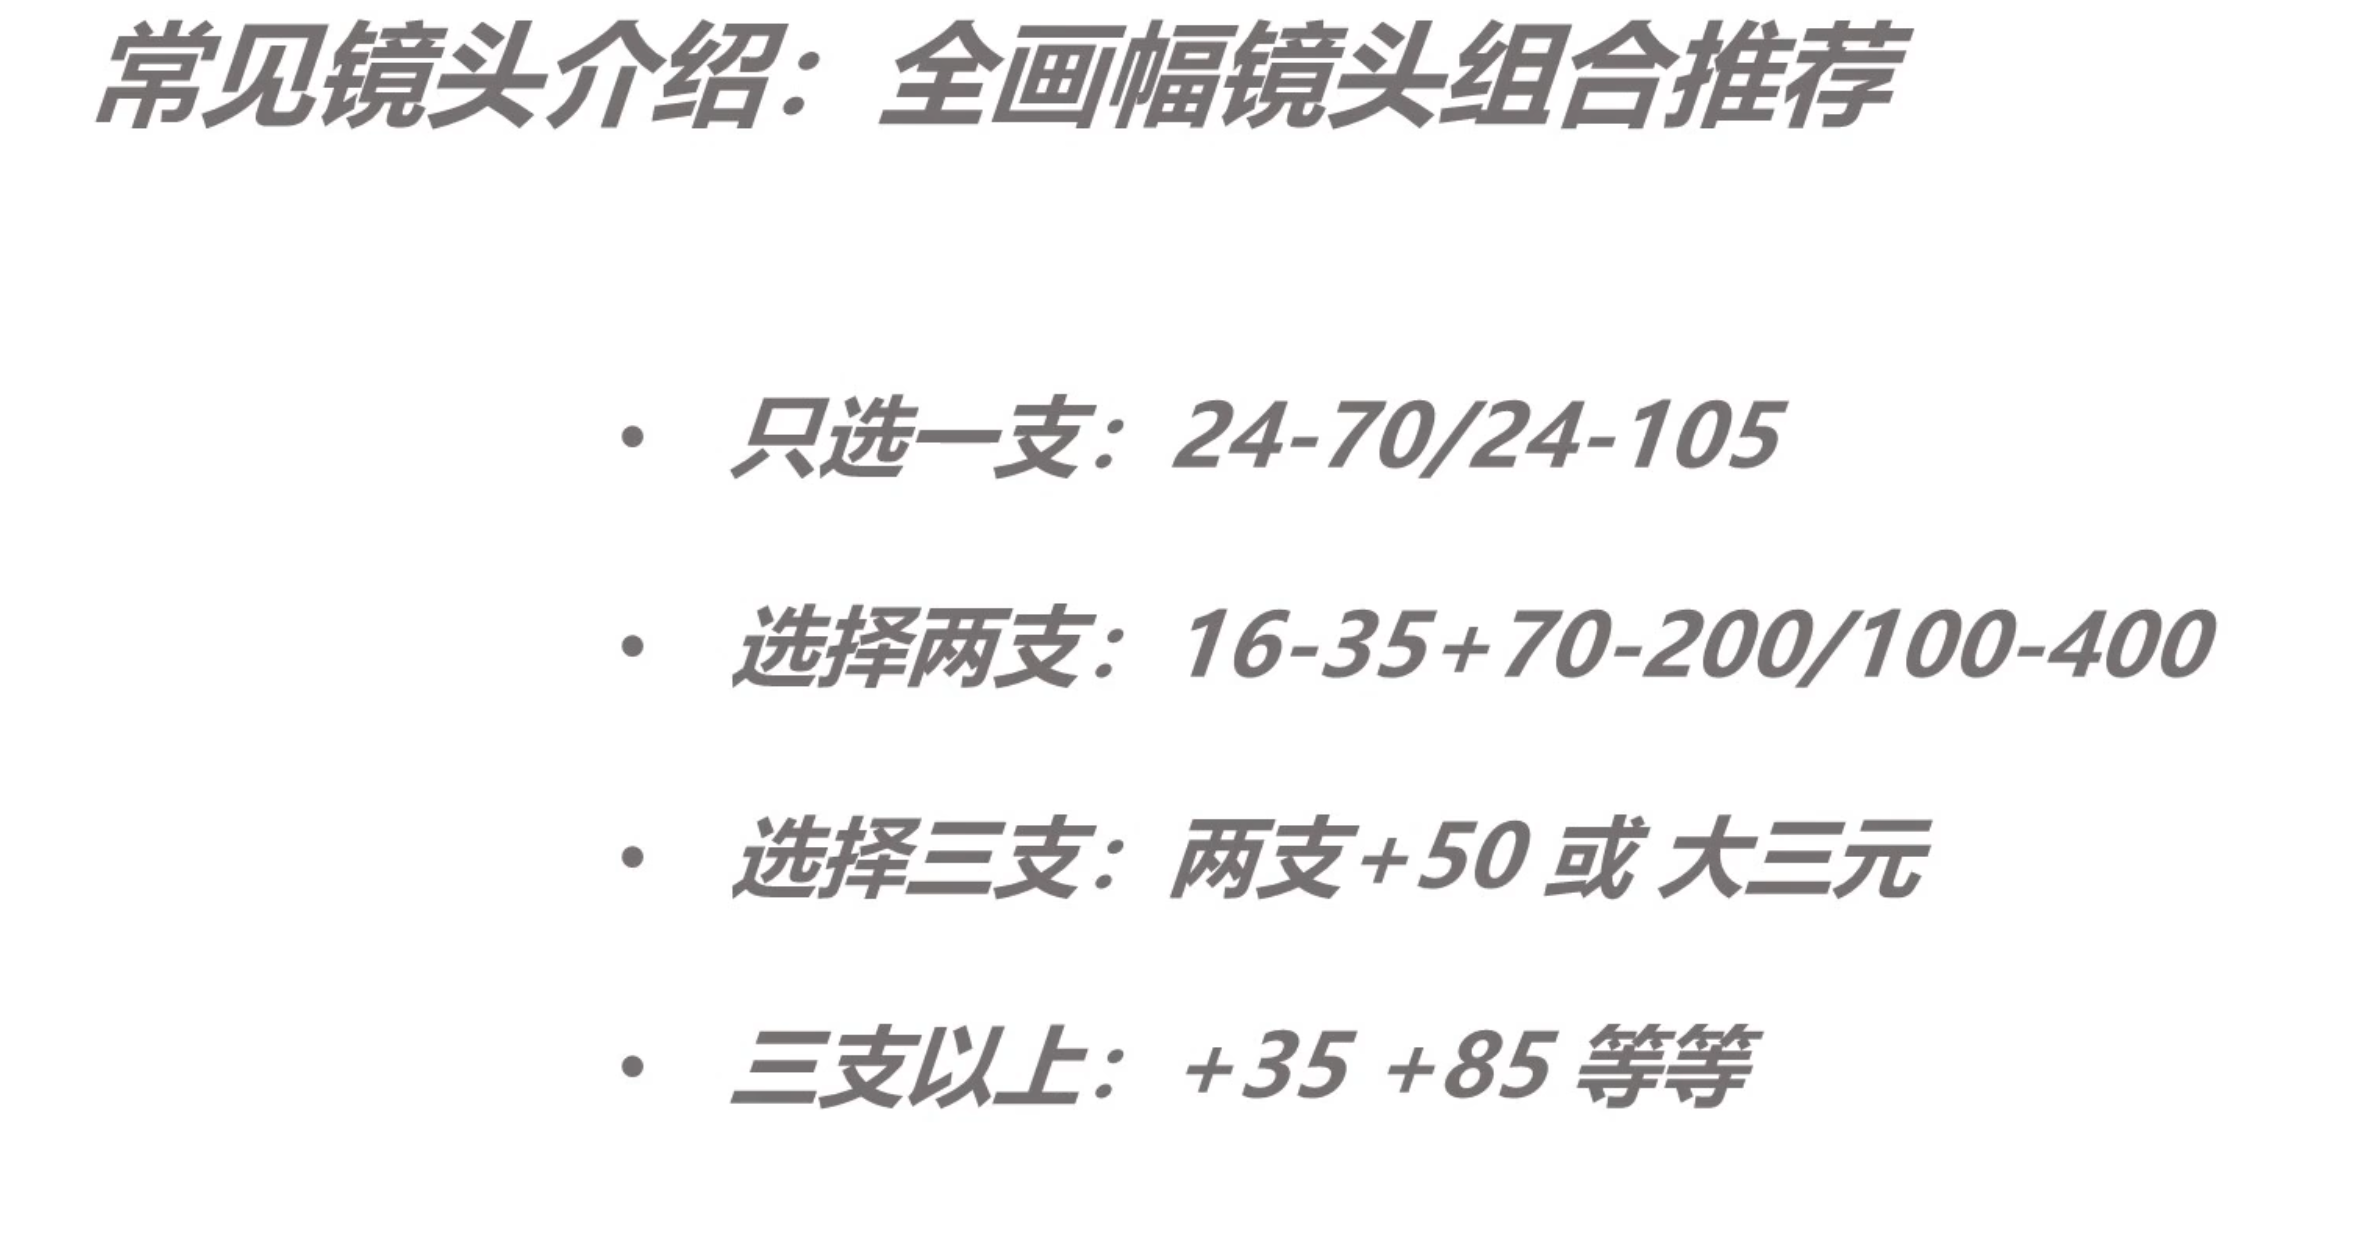 常见镜头介绍：全画幅镜头组合推荐
• 只选一支：24-70/24-105
• 选择两支：16-35+70-200/100-400
• 选择三支：两支+50 或 大三元
• 三支以上：+35 +85 等等